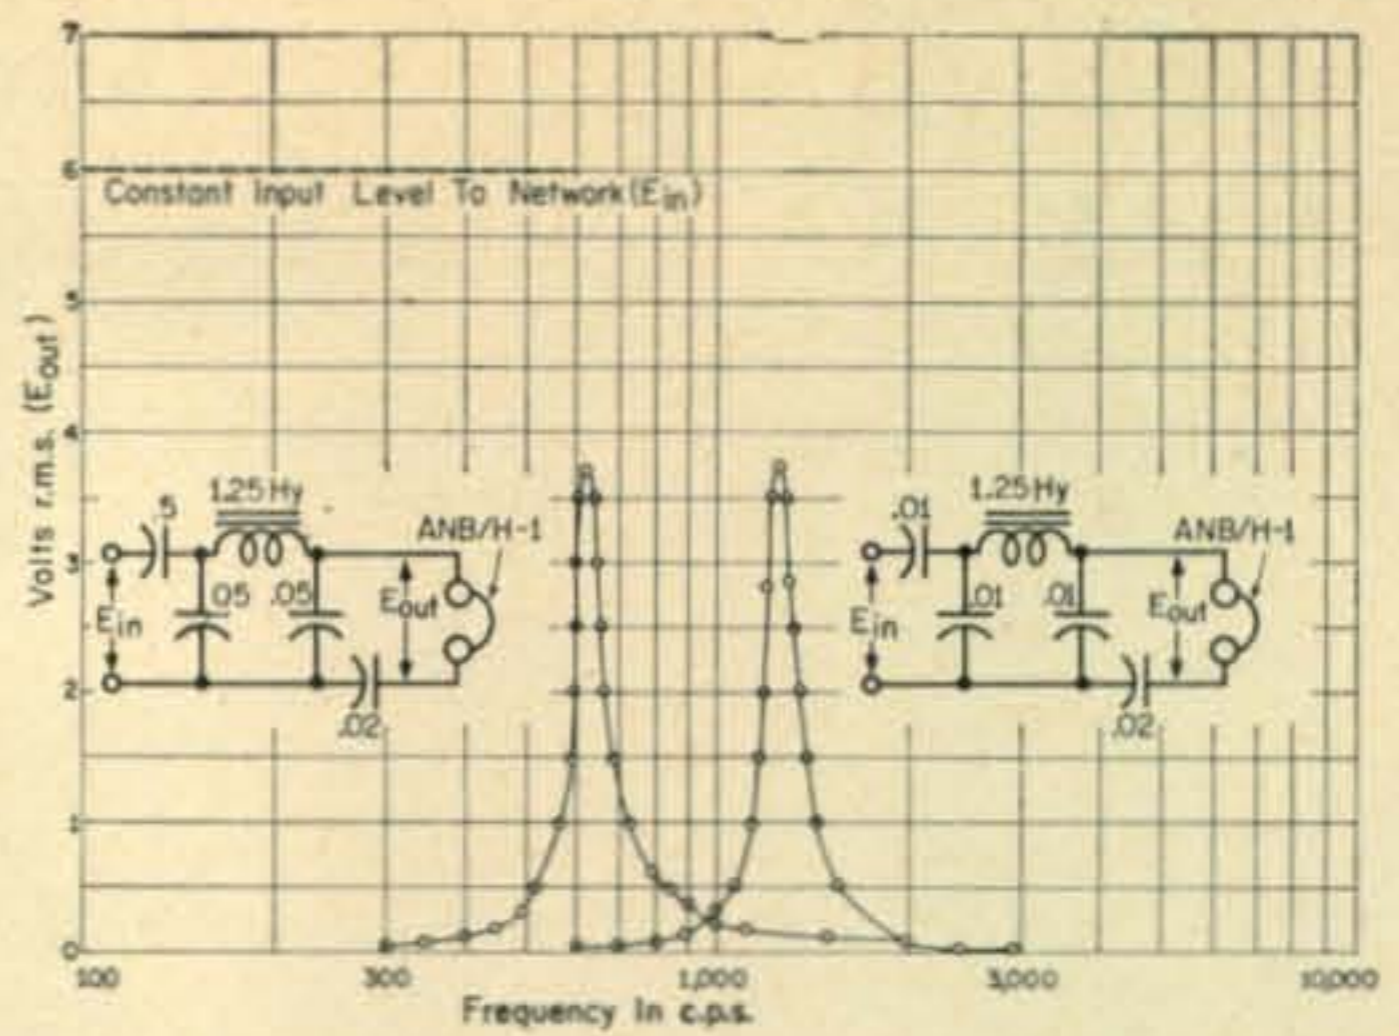 7
6
Constant Input Level To Network (Ein)
5
4
3
2
1
0
Volts r.m.s. (Eout)
.5
1.25 Hy
ANB/H-1
Ein
.05
.05
Eout
.02
.01
1.25 Hy
ANB/H-1
Ein
.01
.01
Eout
.02
100
300
1,000
3,000
10,000
Frequency In c.p.s.